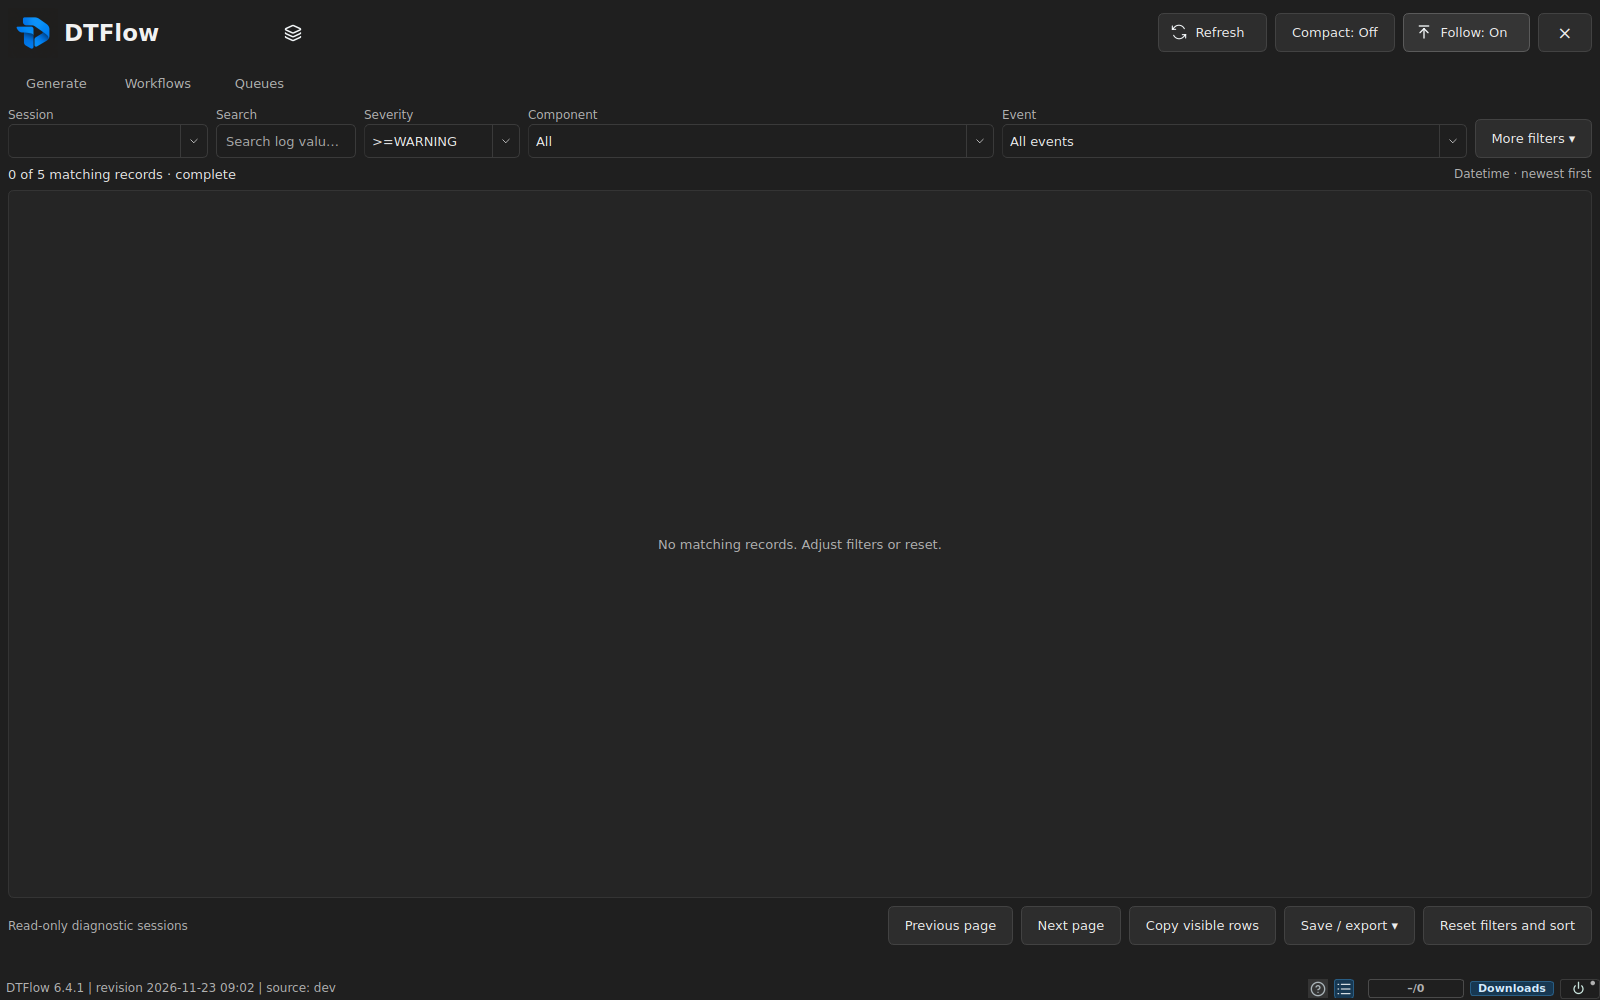 DTFlow
Refresh
Compact: Off
Follow: On
×
Generate
Workflows
Queues
Session
Search
Severity
Component
Event
Search log valu...
>=WARNING
All
All events
More filters ▾
0 of 5 matching records · complete
Datetime · newest first
No matching records. Adjust filters or reset.
Read-only diagnostic sessions
Previous page
Next page
Copy visible rows
Save / export ▾
Reset filters and sort
DTFlow 6.4.1 | revision 2026-11-23 09:02 | source: dev
-/0
Downloads